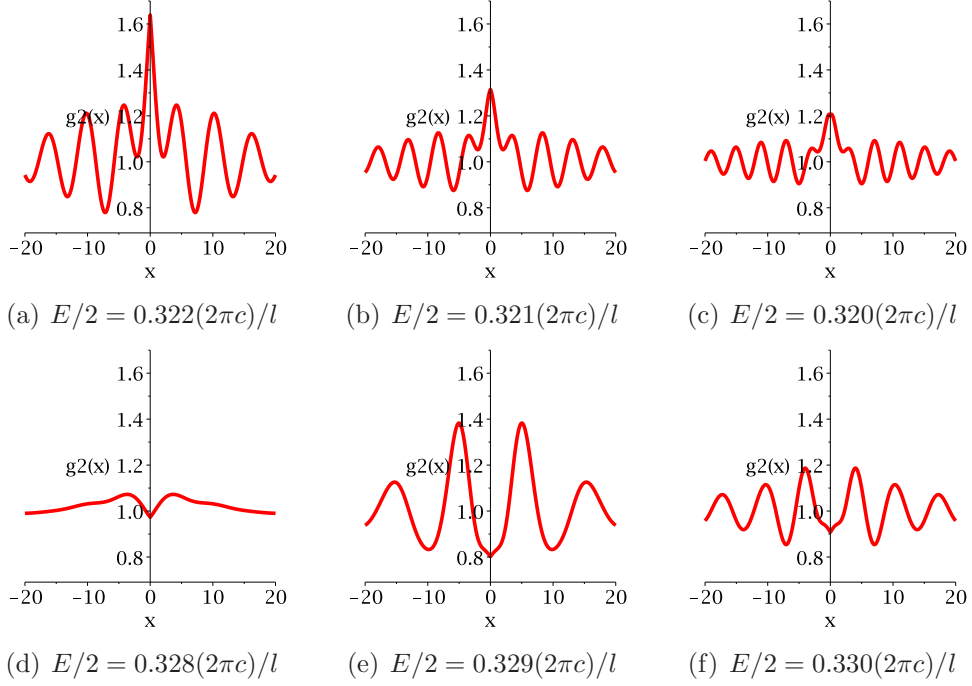 1.6 1.6 1.6
1.4 1.4 1.4
g2(x) 1.2 g2(x) 1.2 g2(x) 1.2
1.0 1.0 1.0
0.8 0.8 0.8
−20 −10 0 10 20 −20 −10 0 10 20 −20 −10 0 10 20
x x x
(a) E/2 = 0.322(2πc)/l (b) E/2 = 0.321(2πc)/l (c) E/2 = 0.320(2πc)/l
1.6 1.6 1.6
1.4 1.4 1.4
g2(x) 1.2 g2(x) 1.2 g2(x) 1.2
1.0 1.0 1.0
0.8 0.8 0.8
−20 −10 0 10 20 −20 −10 0 10 20 −20 −10 0 10 20
x x x
(d) E/2 = 0.328(2πc)/l (e) E/2 = 0.329(2πc)/l (f) E/2 = 0.330(2πc)/l